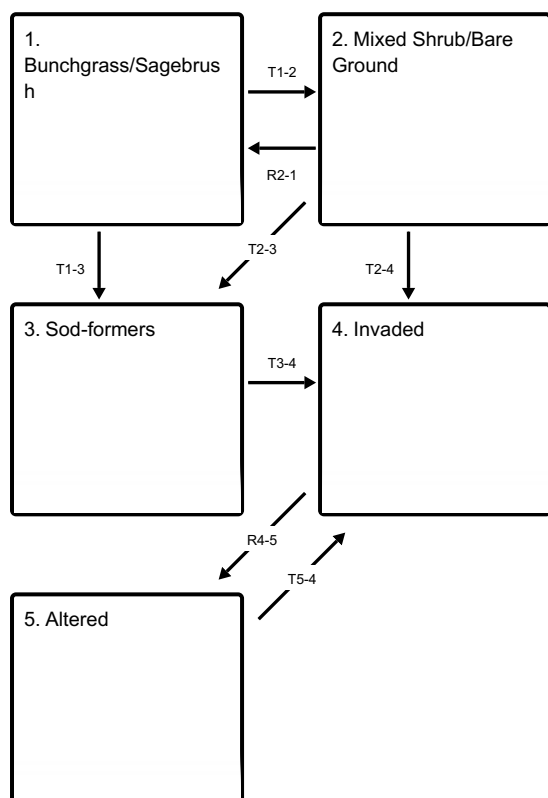 1.
Bunchgrass/Sagebrus
h
T1-2
2. Mixed Shrub/Bare
Ground
R2-1
T1-3
T2-3
T2-4
3. Sod-formers
T3-4
4. Invaded
R4-5
T5-4
5. Altered